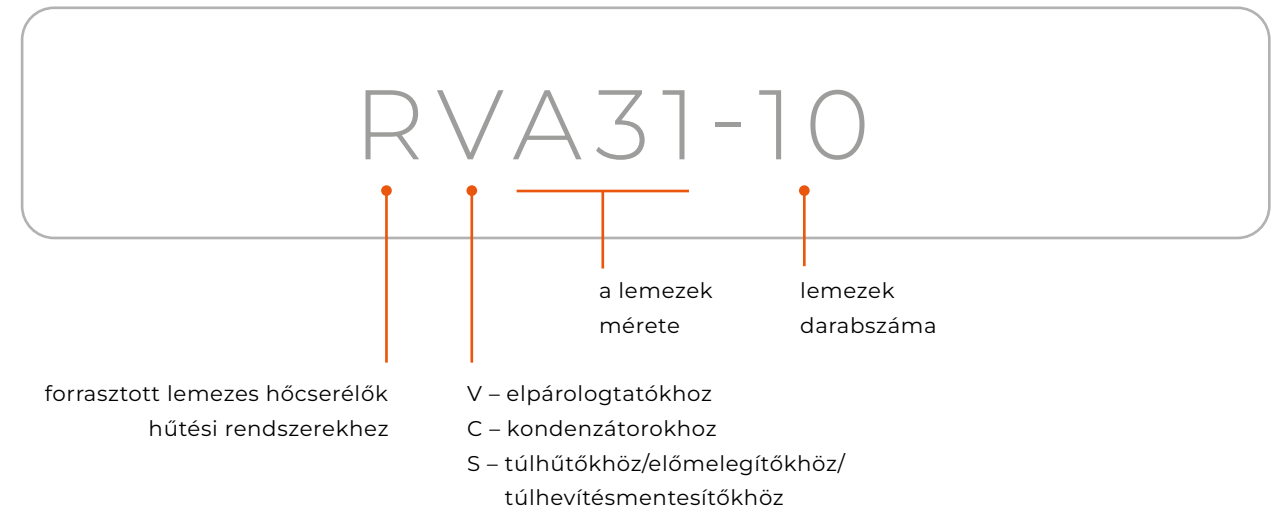 RVA31-10
a lemezek
mérete
lemezek
darabszáma
forrasztott lemezes hőcserélők
hűtési rendszerekhez
V – elpárologtatókhoz
C – kondenzátorokhoz
S – túlhűtőkhöz/előmelegítőkhöz/
túlhevítésmentesítőkhöz